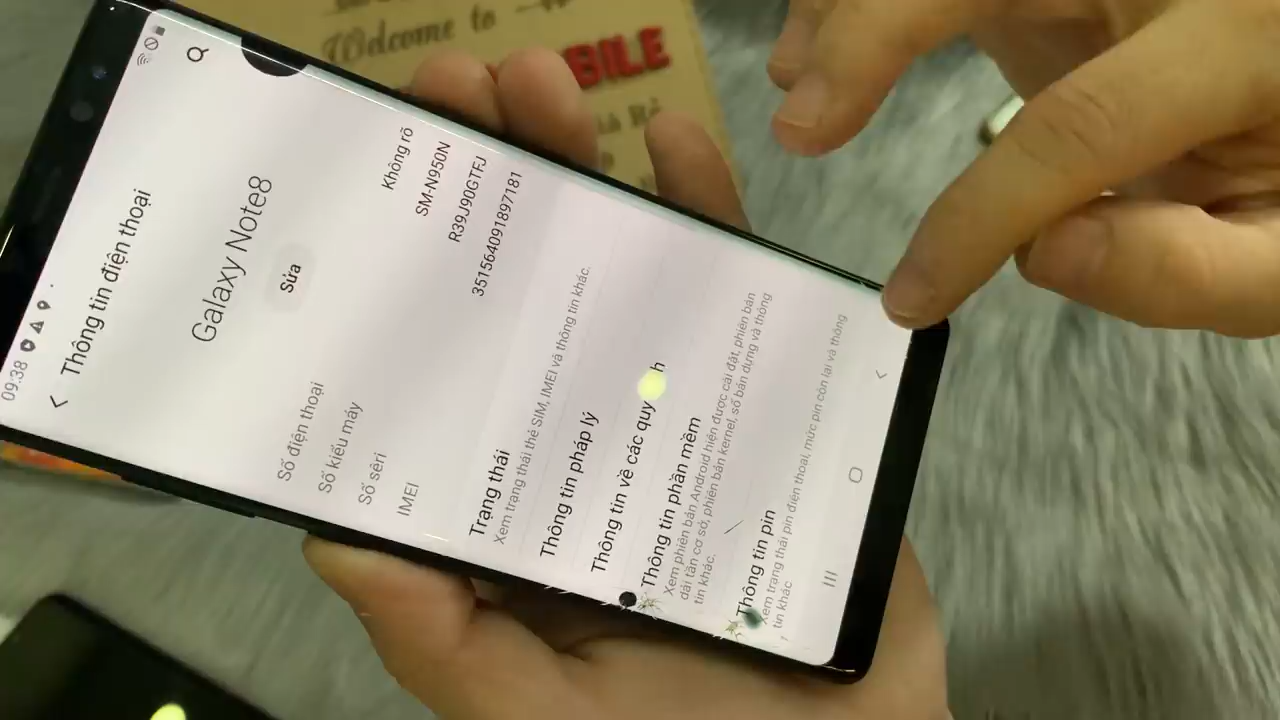 Welcome to
BILE
09:38
Thông tin điện thoại
Galaxy Note8
Sửa
Số điện thoại Không rõ
Số kiểu máy SM-N950N
Số sêri R39J90GTFJ
IMEI 351564091897181
Trạng thái
Xem trạng thái thẻ SIM, IMEI và thông tin khác.
Thông tin pháp lý
Thông tin về các quy h
Thông tin phần mềm
Xem phiên bản Android hiện được cài đặt, phiên bản
dải tần cơ sở, phiên bản kernel, số bản dựng và thông
tin khác.
Thông tin pin
Xem trạng thái pin điện thoại, mức pin còn lại và thông
tin khác